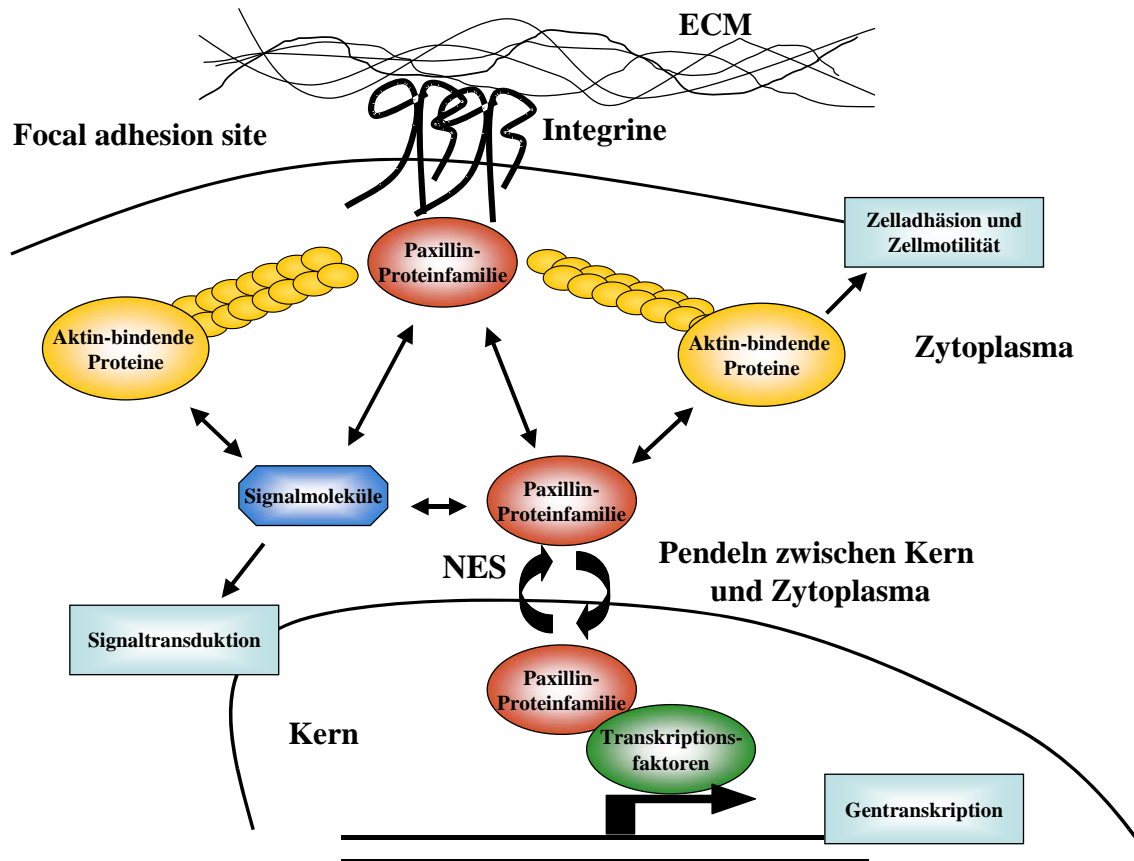 ECM
Focal adhesion site
Integrine
Zelladhäsion und
Zellmotilität
Paxillin-
Proteinfamilie
Aktin-bindende
Proteine
Aktin-bindende
Proteine
Zytoplasma
Signalmoleküle
Paxillin-
Proteinfamilie
NES
Pendeln zwischen Kern
und Zytoplasma
Signaltransduktion
Paxillin-
Proteinfamilie
Kern
Transkriptions-
faktoren
Gentranskription